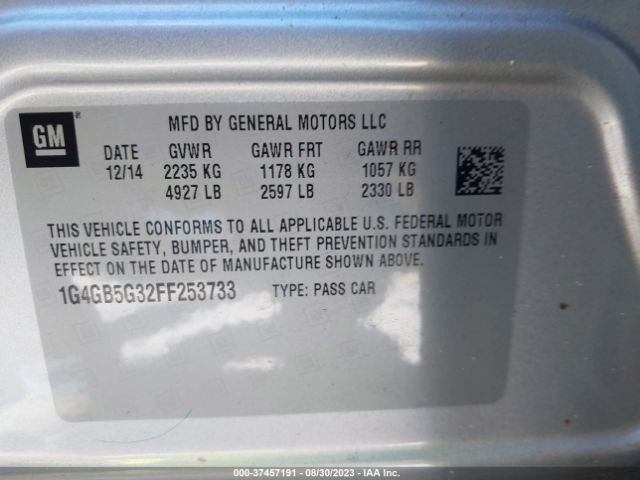 GM
MFD BY GENERAL MOTORS LLC
DATE GVWR GAWR FRT GAWR RR
12/14 2235 KG 1178 KG 1057 KG
4927 LB 2597 LB 2330 LB
THIS VEHICLE CONFORMS TO ALL APPLICABLE U.S. FEDERAL MOTOR
VEHICLE SAFETY, BUMPER, AND THEFT PREVENTION STANDARDS IN
EFFECT ON THE DATE OF MANUFACTURE SHOWN ABOVE.
1G4GB5G32FF253733 TYPE: PASS CAR
000-37457191 - 08/30/2023 - IAA Inc.